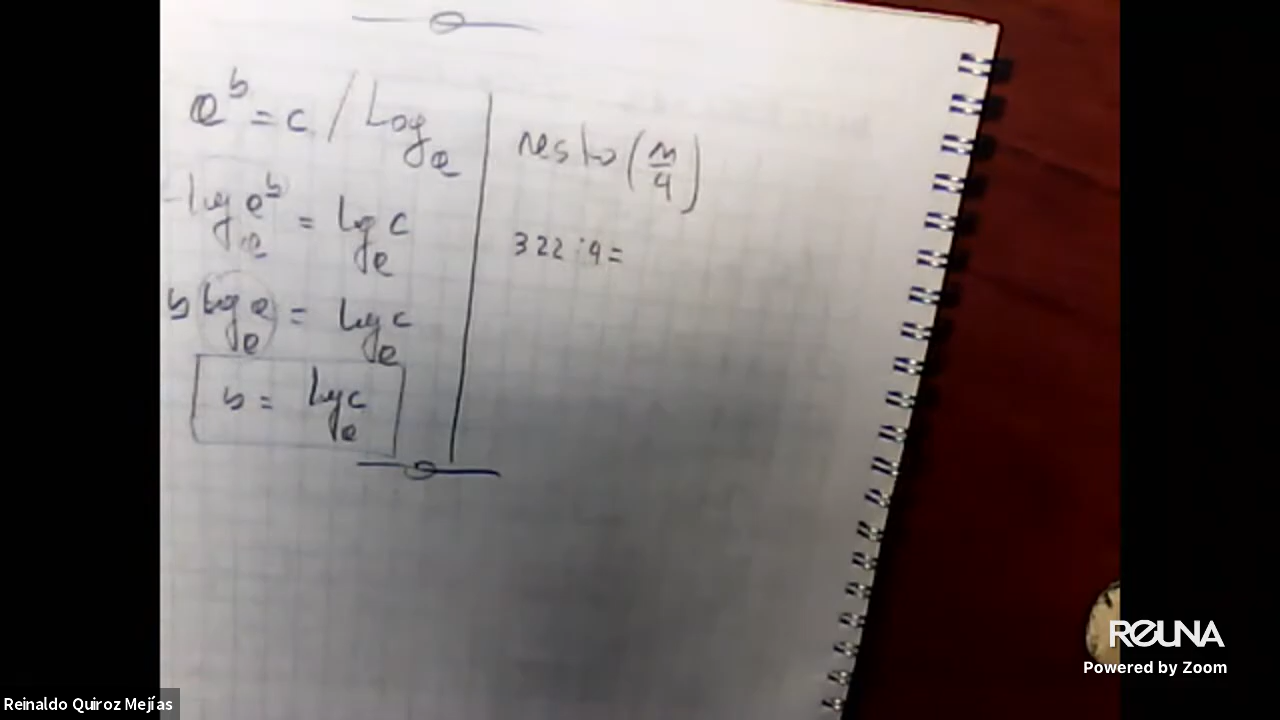 e^b = c / Log_e
log_e e^b = log_e c
b log_e e = log_e c
b = log_e c
resto (n/4)
322 : 4 =
REUNA
Powered by Zoom
Reinaldo Quiroz Mejías